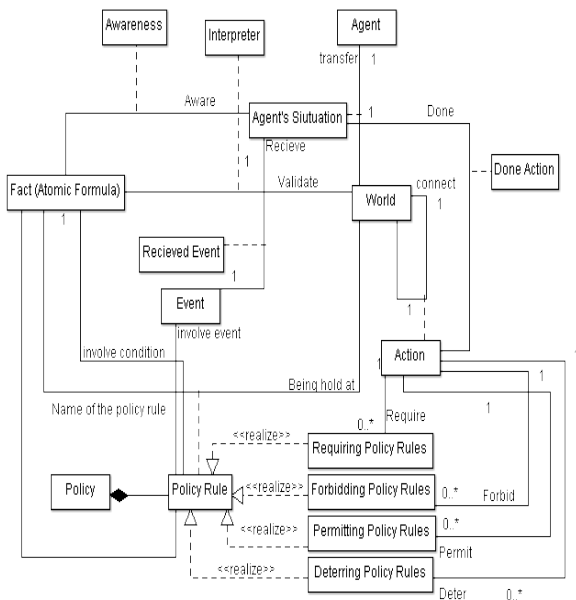 Awareness
Interpreter
Agent
transfer 1
Aware
Agent's Siutuation
1
Done
Recieve
1
Validate
connect
Done Action
Fact (Atomic Formula)
1
World
1
Recieved Event
1
Event
1
involve event
Action
involve condition
1
1
1
Being hold at
1
Name of the policy rule
Require
0..*
<<realize>>
Requiring Policy Rules
Policy
Policy Rule
<<realize>>
Forbidding Policy Rules
0..*
Forbid
<<realize>>
Permitting Policy Rules
0..*
Permit
<<realize>>
Deterring Policy Rules
Deter 0..*